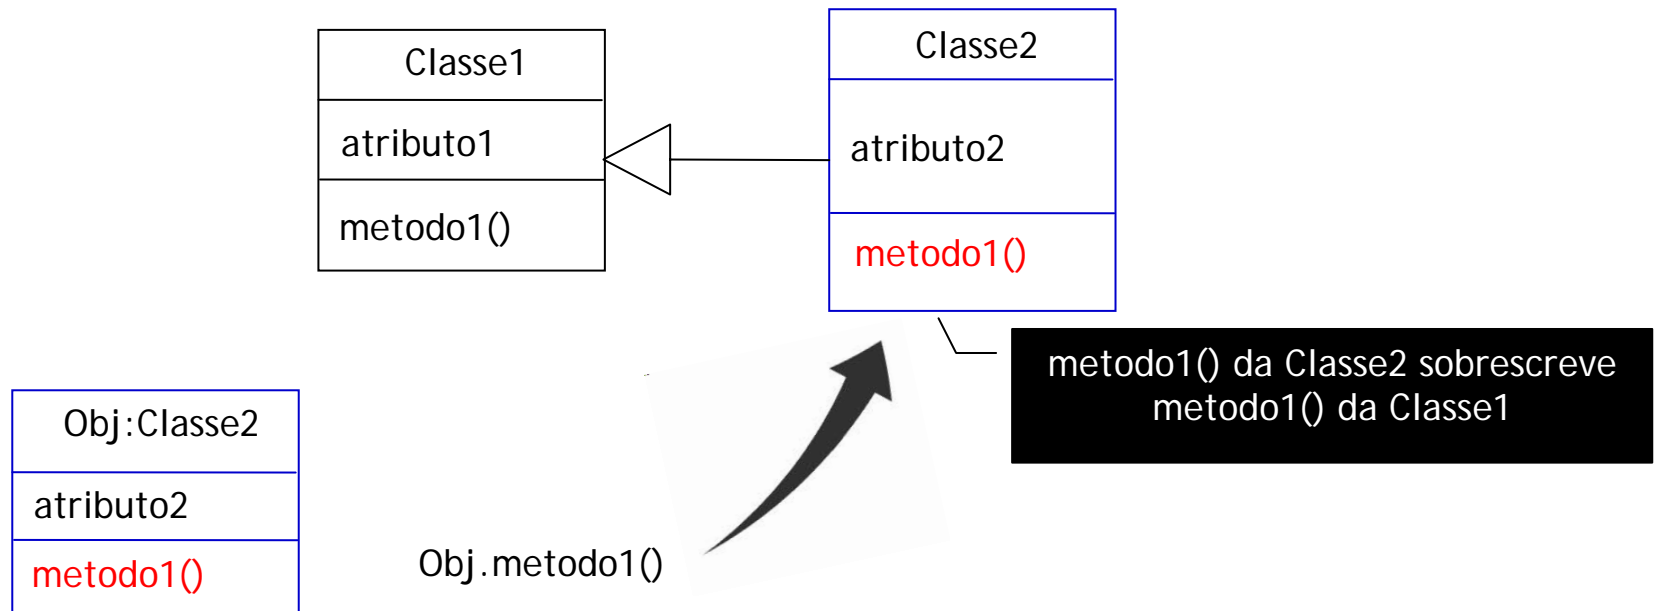 Classe1
atributo1
metodo1()
Classe2
atributo2
metodo1()
metodo1() da Classe2 sobrescreve
metodo1() da Classe1
Obj:Classe2
atributo2
metodo1()
Obj.metodo1()